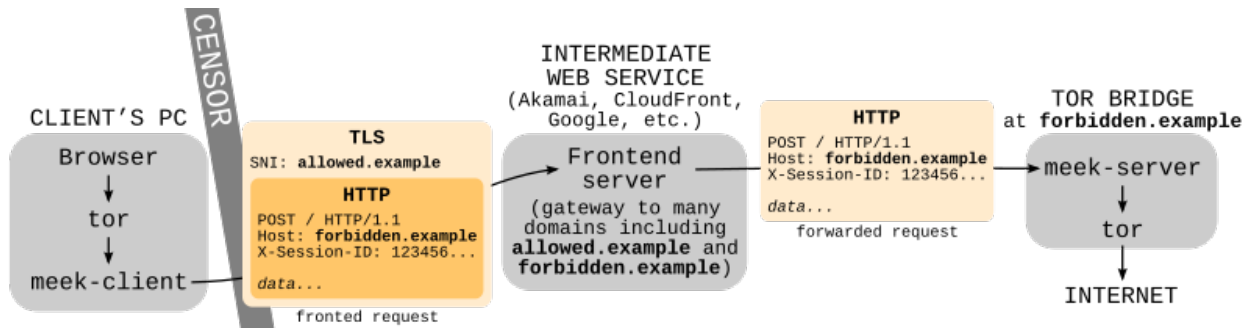 CLIENT'S PC
Browser
tor
meek-client
CENSOR
TLS
SNI: allowed.example
HTTP
POST / HTTP/1.1
Host: forbidden.example
X-Session-ID: 123456...
data...
fronted request
INTERMEDIATE
WEB SERVICE
(Akamai, CloudFront,
Google, etc.)
Frontend
server
(gateway to many
domains including
allowed.example and
forbidden.example)
HTTP
POST / HTTP/1.1
Host: forbidden.example
X-Session-ID: 123456...
data...
forwarded request
TOR BRIDGE
at forbidden.example
meek-server
tor
INTERNET